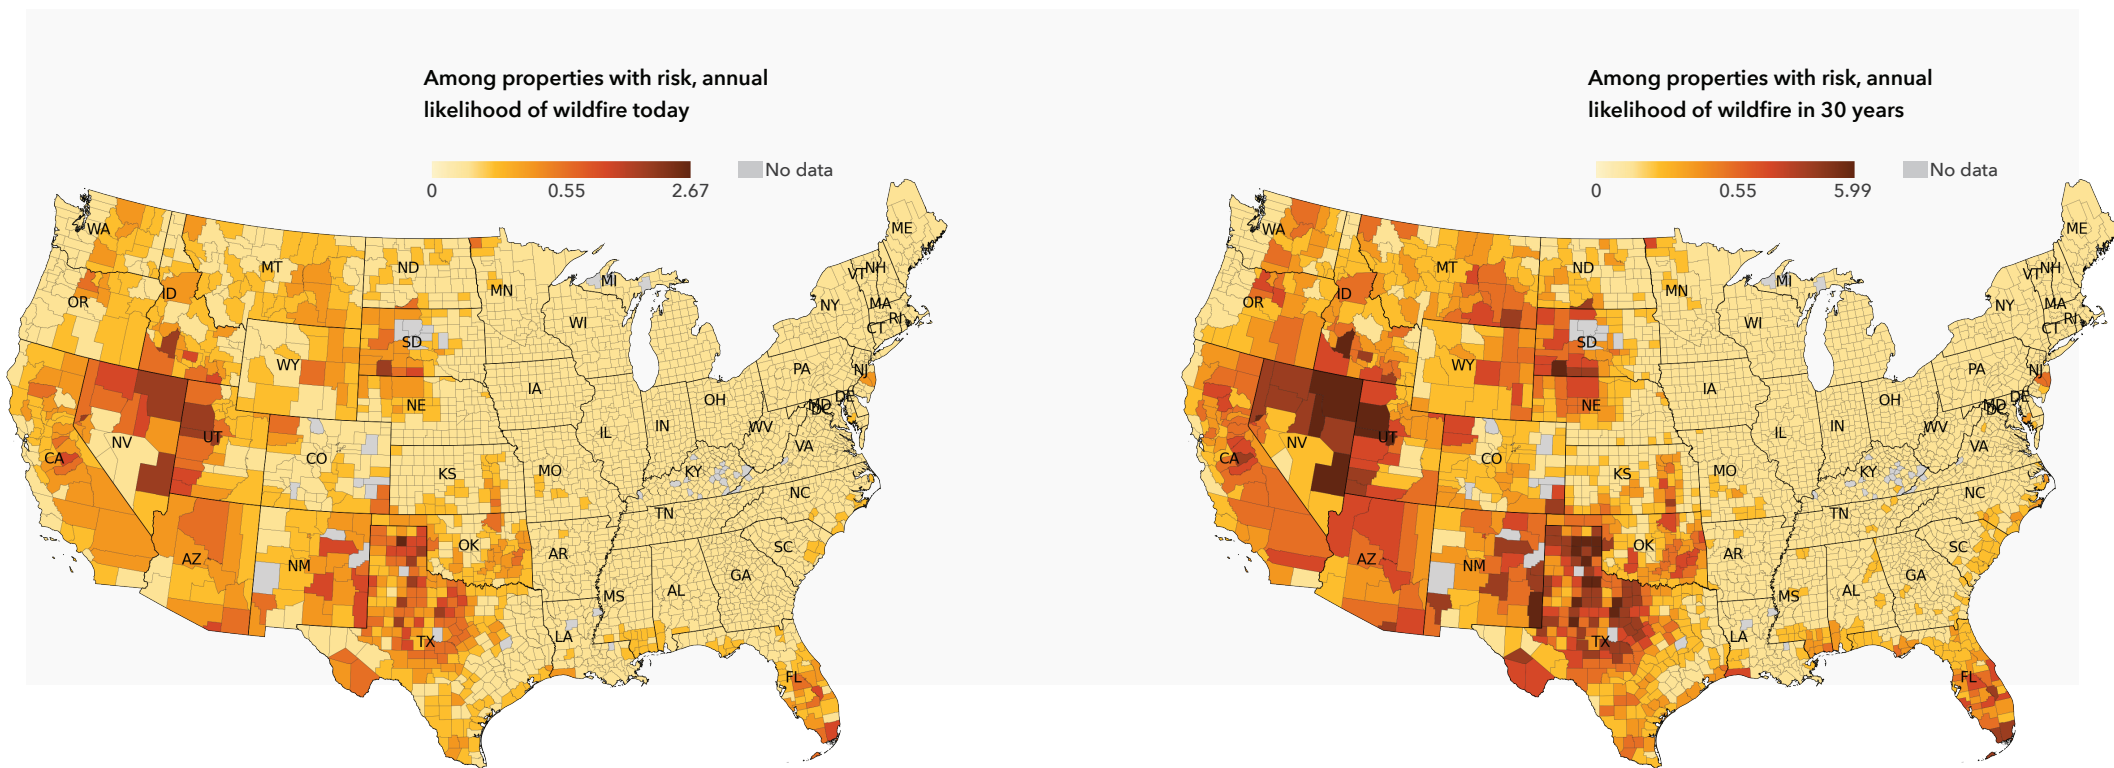 Among properties with risk, annual
likelihood of wildfire today
0 0.55 2.67
No data
WA
MT
ND
MN
OR
ID
SD
WY
WI
MI
ME
VT
NH
NY
MA
RI
CT
NE
IA
PA
NJ
NV
UT
CO
IL
IN
OH
MD
DC
DE
WV
VA
CA
KS
MO
KY
NC
TN
AZ
NM
OK
AR
SC
MS
AL
GA
TX
LA
FL
Among properties with risk, annual
likelihood of wildfire in 30 years
0 0.55 5.99
No data
WA
MT
ND
MN
OR
ID
SD
WY
WI
MI
ME
VT
NH
NY
MA
RI
CT
NE
IA
PA
NJ
NV
UT
CO
IL
IN
OH
MD
DC
DE
WV
VA
CA
KS
MO
KY
NC
TN
AZ
NM
OK
AR
SC
MS
AL
GA
TX
LA
FL